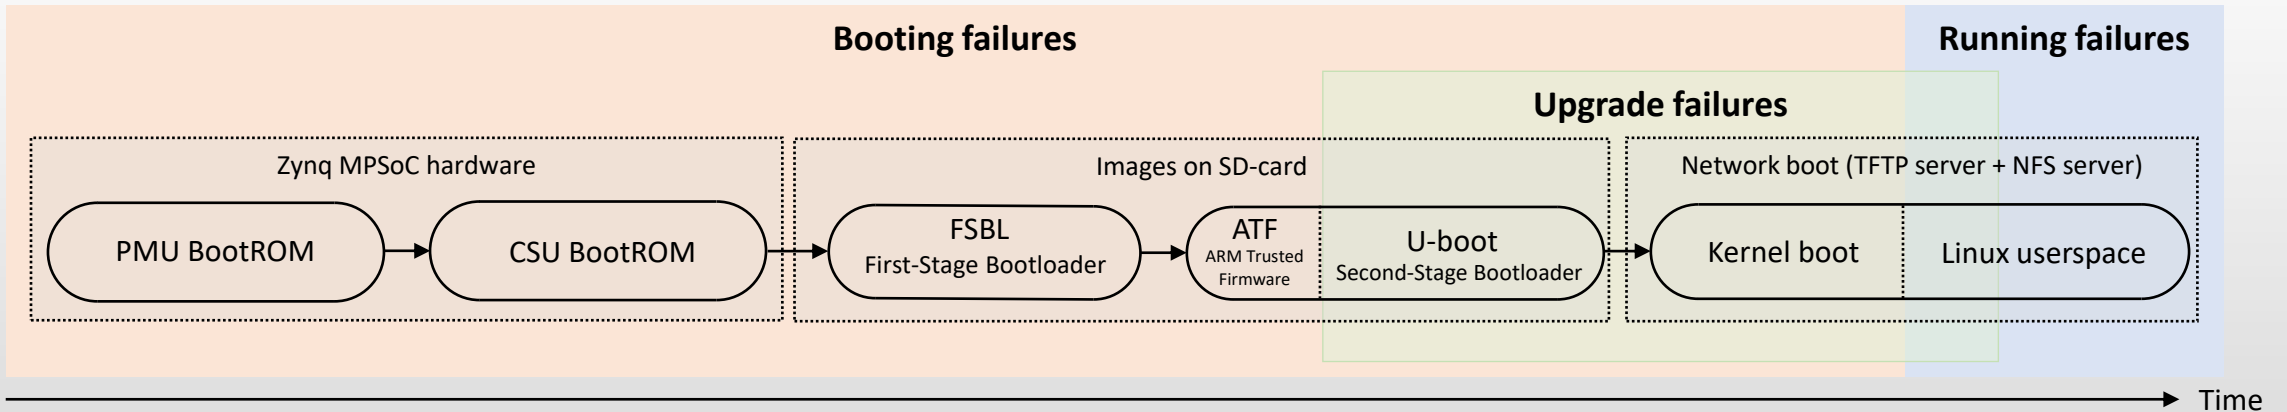 Booting failures
Running failures
Upgrade failures
Zynq MPSoC hardware
Images on SD-card
Network boot (TFTP server + NFS server)
PMU BootROM
CSU BootROM
FSBL
First-Stage Bootloader
ATF
ARM Trusted
Firmware
U-boot
Second-Stage Bootloader
Kernel boot
Linux userspace
Time